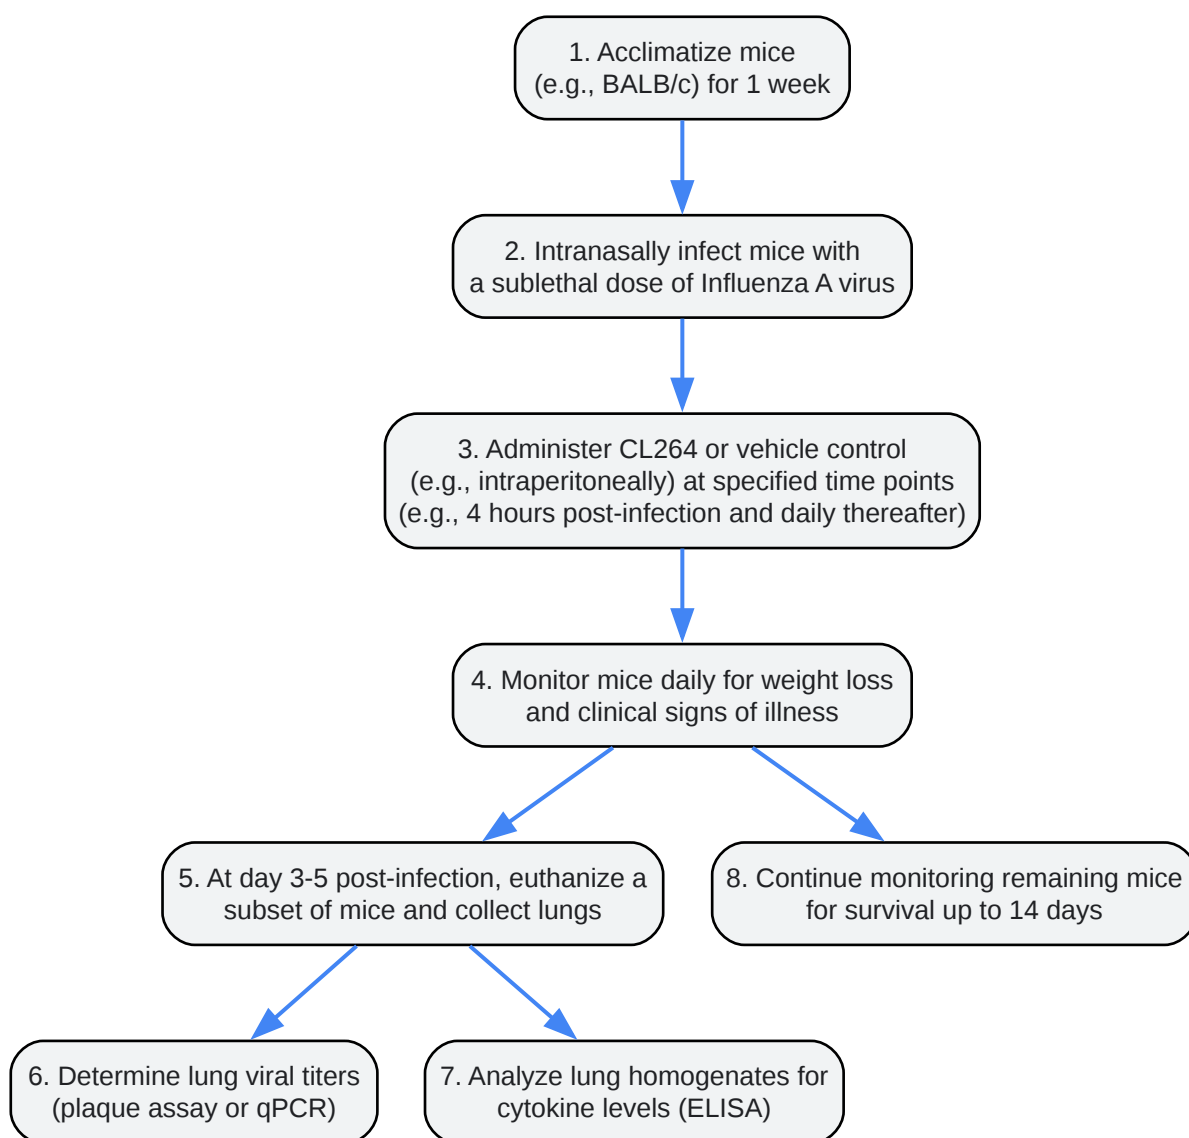 1. Acclimatize mice
(e.g., BALB/c) for 1 week
2. Intranasally infect mice with
a sublethal dose of Influenza A virus
3. Administer CL264 or vehicle control
(e.g., intraperitoneally) at specified time points
(e.g., 4 hours post-infection and daily thereafter)
4. Monitor mice daily for weight loss
and clinical signs of illness
5. At day 3-5 post-infection, euthanize a
subset of mice and collect lungs
8. Continue monitoring remaining mice
for survival up to 14 days
6. Determine lung viral titers
(plaque assay or qPCR)
7. Analyze lung homogenates for
cytokine levels (ELISA)